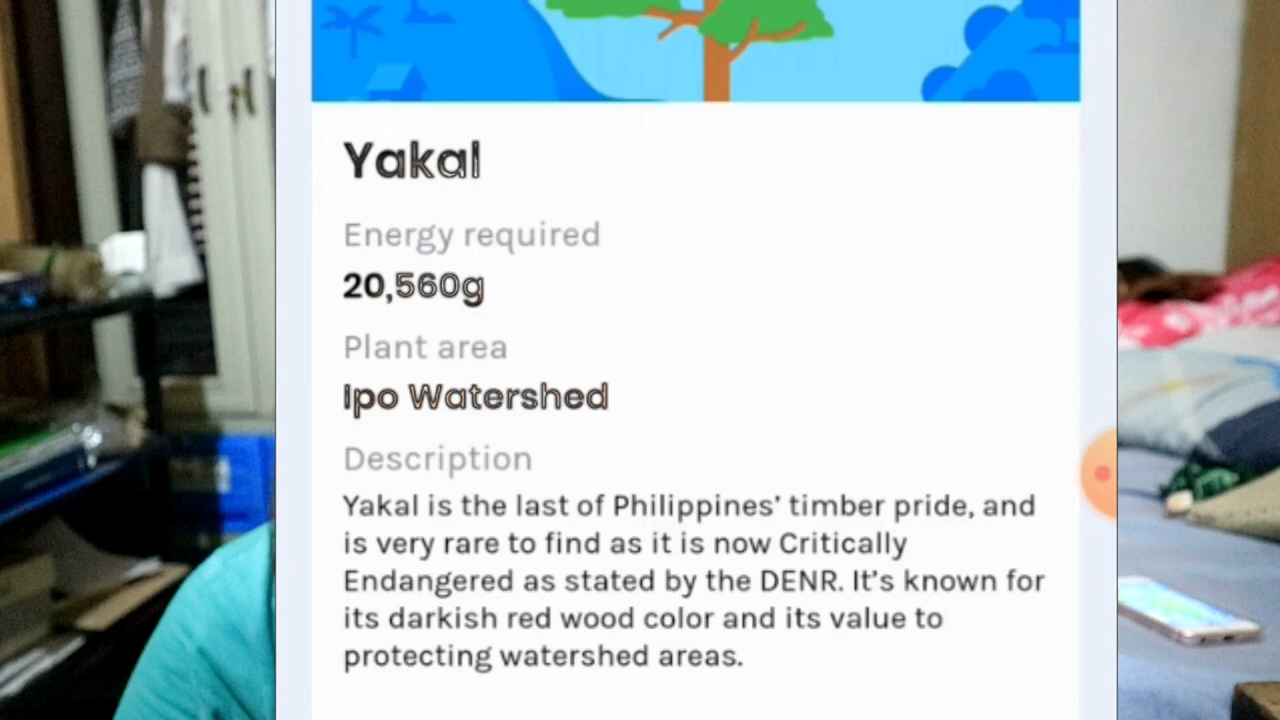 Yakal
Energy required
20,560g
Plant area
Ipo Watershed
Description
Yakal is the last of Philippines’ timber pride, and
is very rare to find as it is now Critically
Endangered as stated by the DENR. It’s known for
its darkish red wood color and its value to
protecting watershed areas.